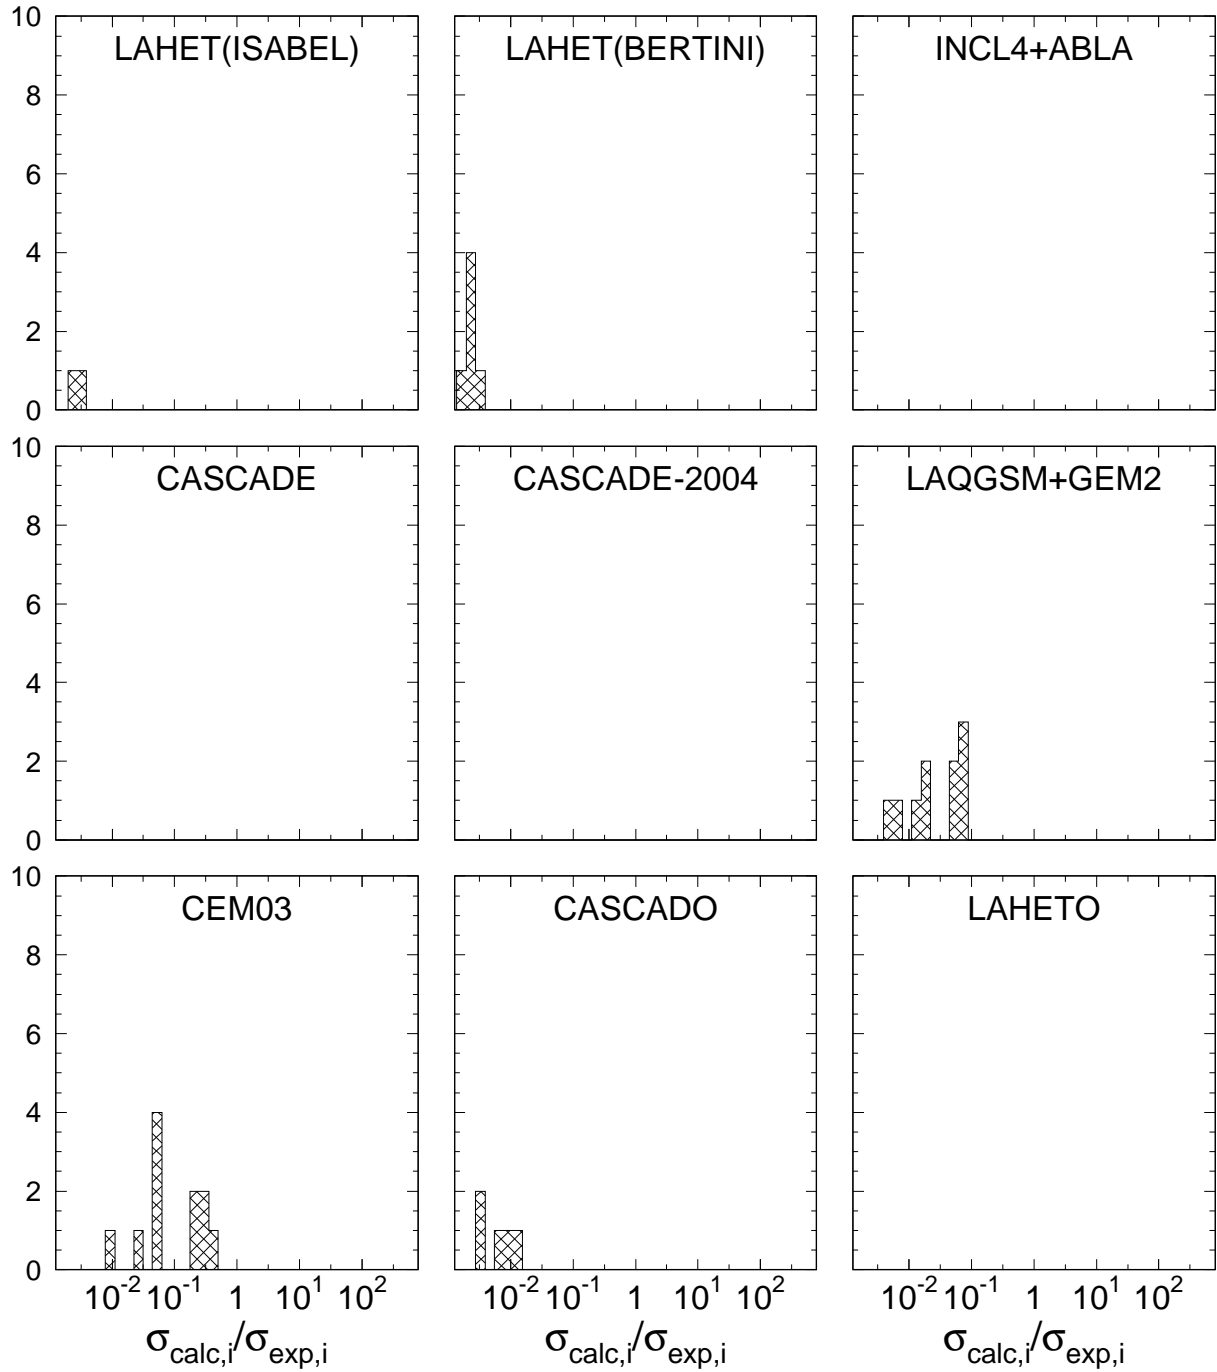 10
8
6
4
2
0
LAHET(ISABEL)
LAHET(BERTINI)
INCL4+ABLA
10
8
6
4
2
0
CASCADE
CASCADE-2004
LAQGSM+GEM2
10
8
6
4
2
0
CEM03
CASCADO
LAHETO
10^-2 10^-1 1 10^1 10^2
σcalc,i/σexp,i
10^-2 10^-1 1 10^1 10^2
σcalc,i/σexp,i
10^-2 10^-1 1 10^1 10^2
σcalc,i/σexp,i